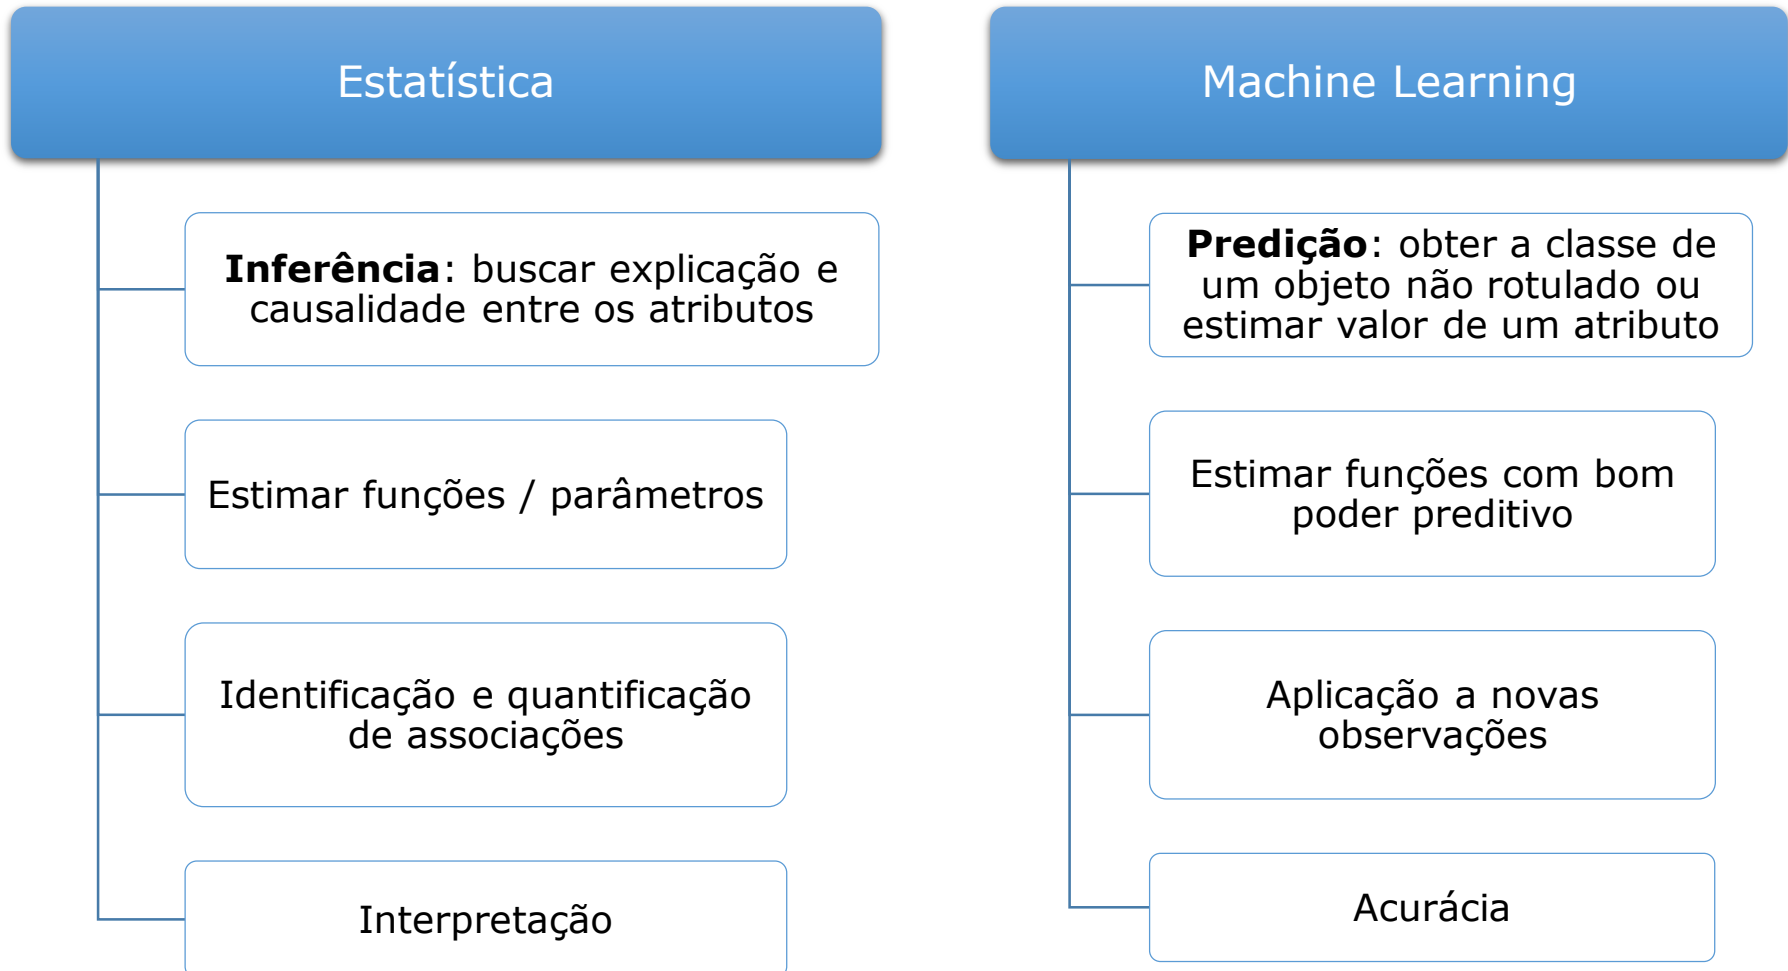 Estatística
Inferência: buscar explicação e
causalidade entre os atributos
Estimar funções / parâmetros
Identificação e quantificação
de associações
Interpretação
Machine Learning
Predição: obter a classe de
um objeto não rotulado ou
estimar valor de um atributo
Estimar funções com bom
poder preditivo
Aplicação a novas
observações
Acurácia